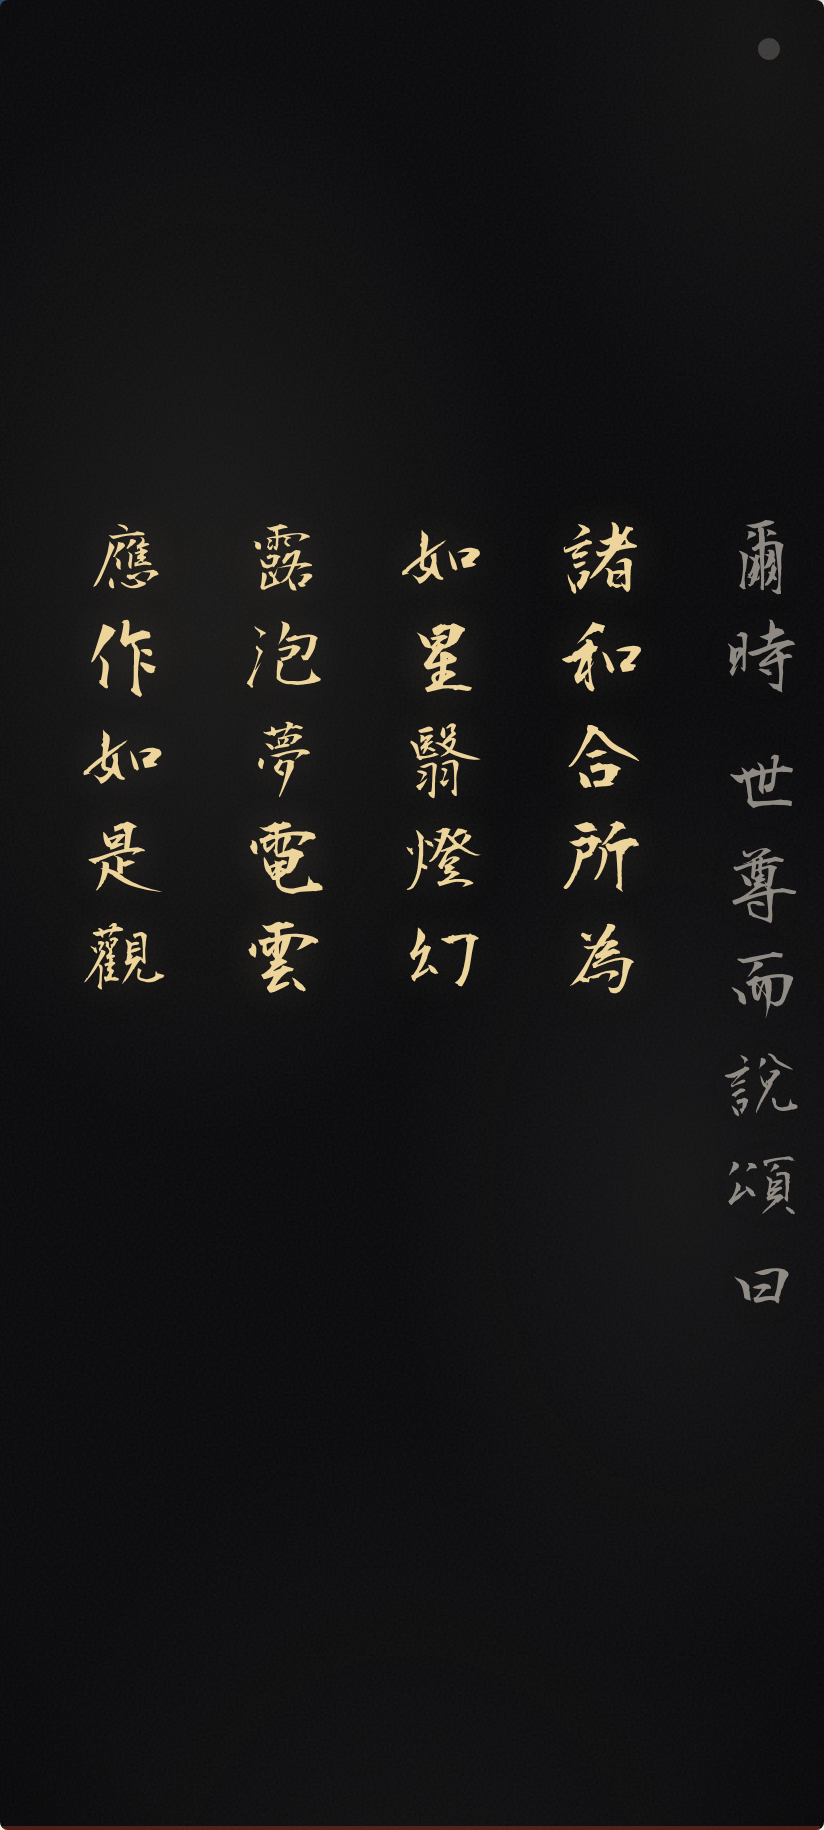 爾時 世尊而說頌曰
諸和合所為
如星翳燈幻
露泡夢電雲
應作如是觀